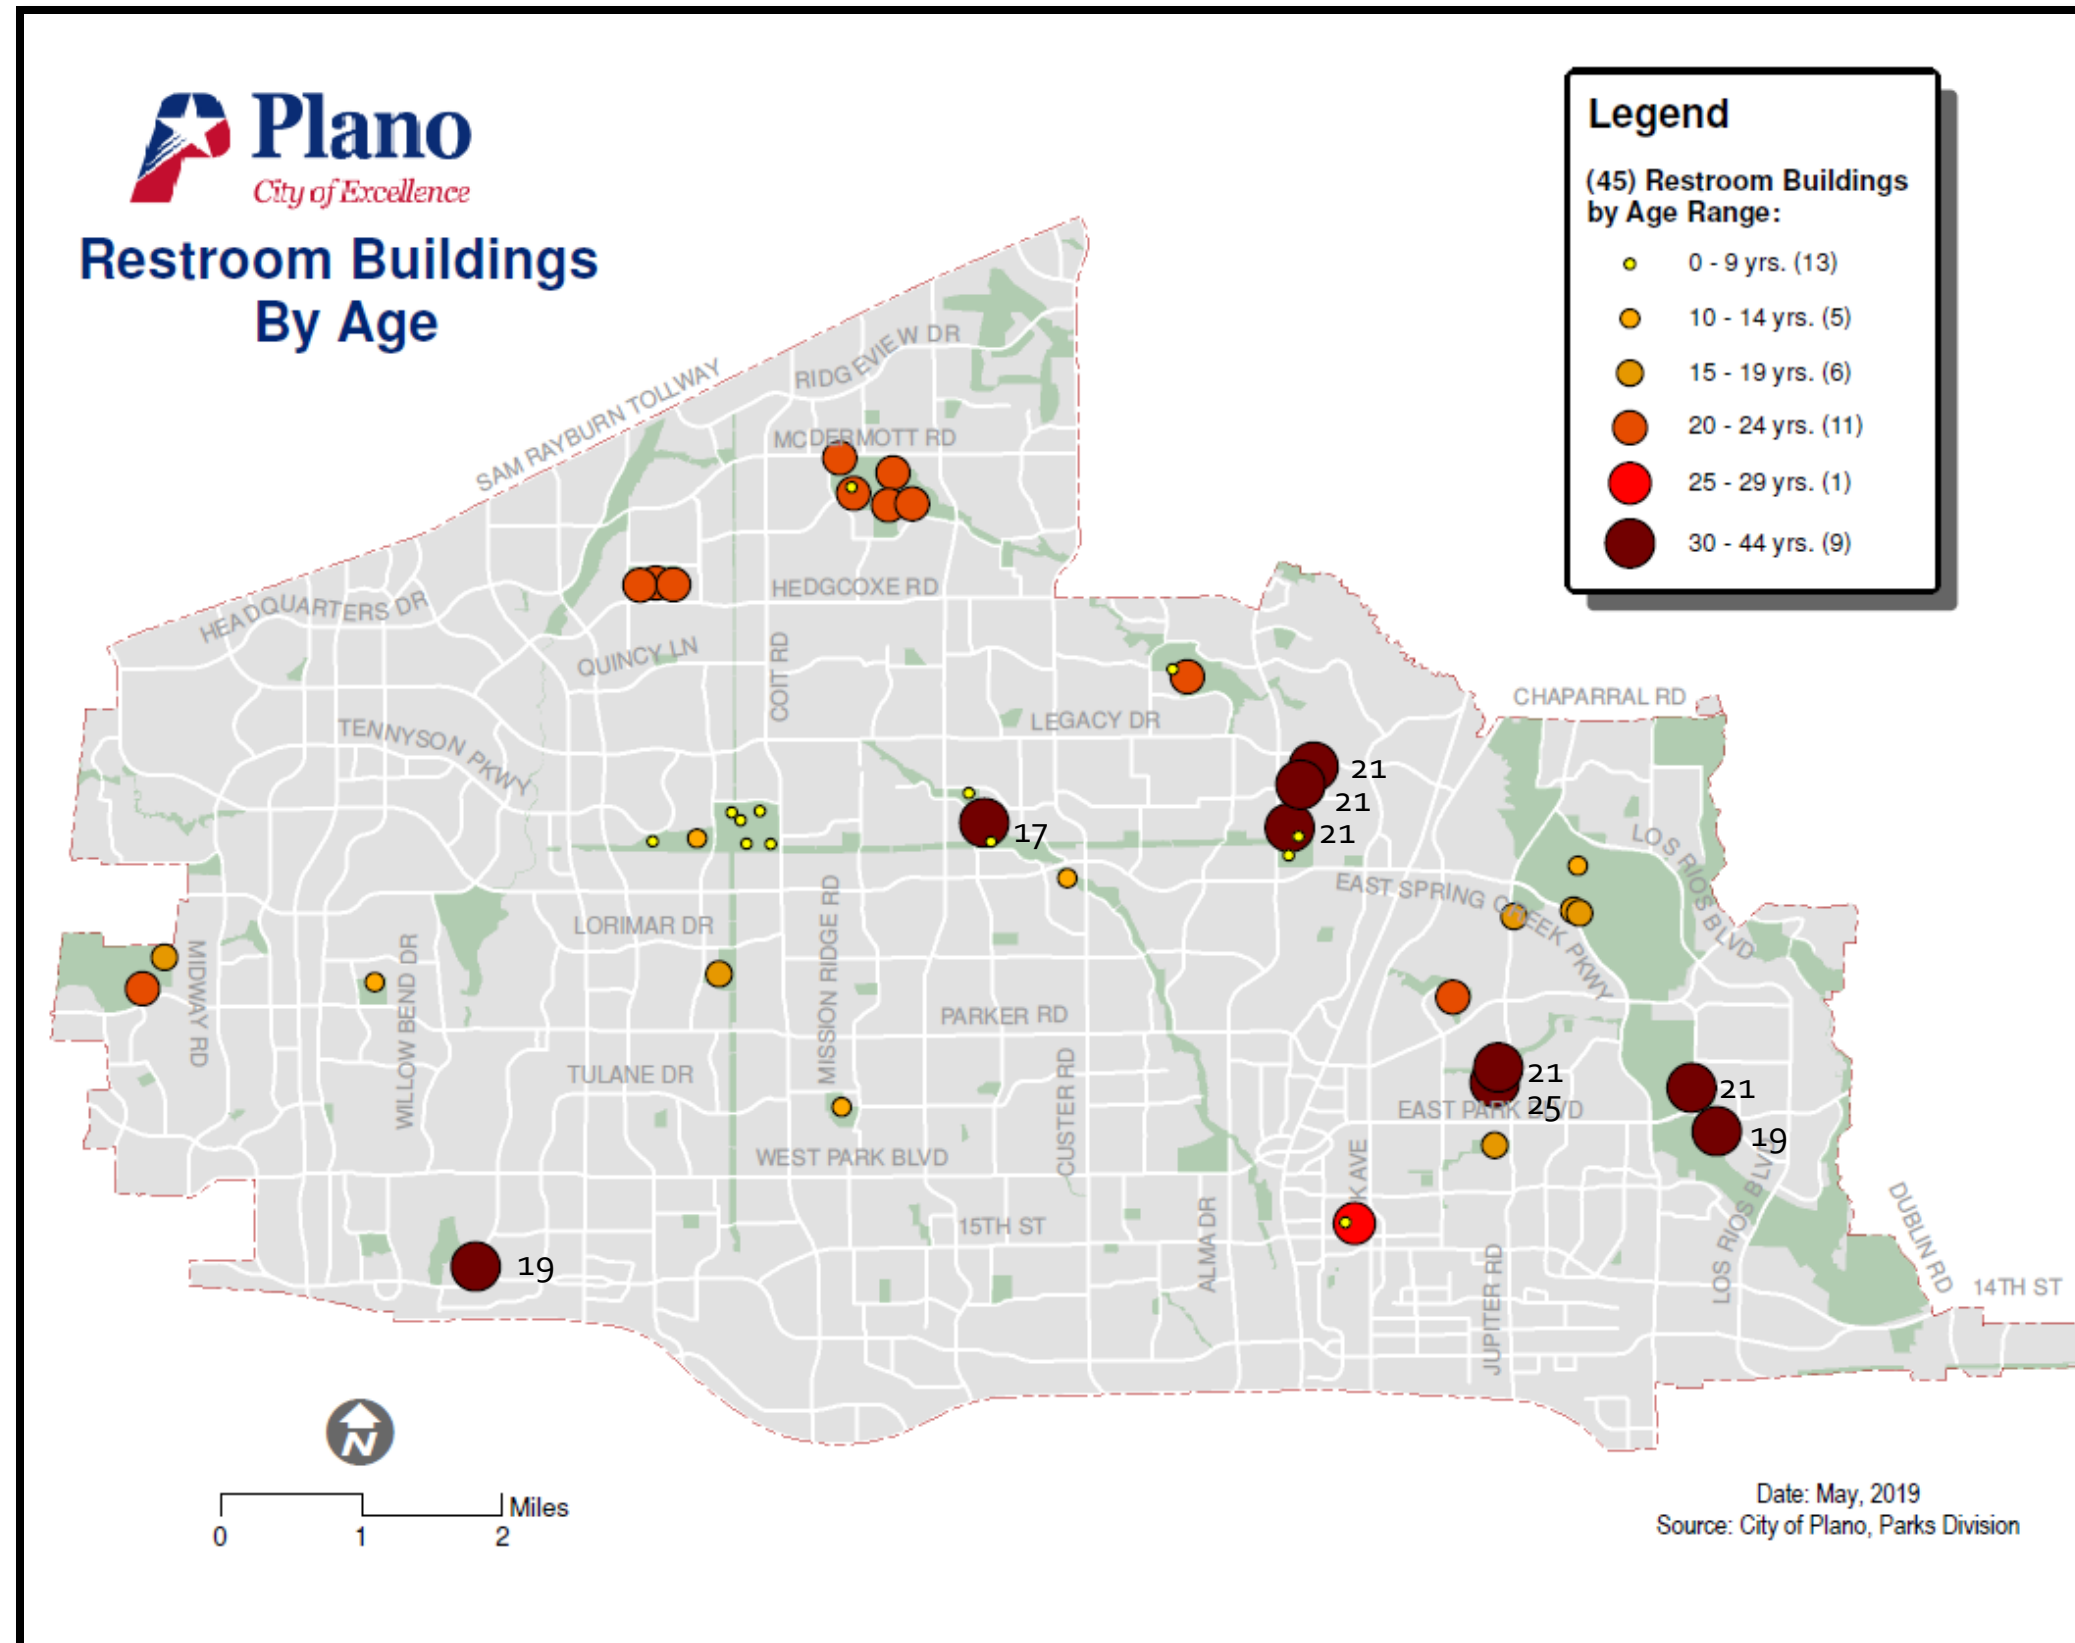 Plano
City of Excellence
Restroom Buildings
By Age
Legend
(45) Restroom Buildings
by Age Range:
0 - 9 yrs. (13)
10 - 14 yrs. (5)
15 - 19 yrs. (6)
20 - 24 yrs. (11)
25 - 29 yrs. (1)
30 - 44 yrs. (9)
RIDGEVIEW DR
SAM RAYBURN TOLLWAY
MCDERMOTT RD
HEDGCOXE RD
HEADQUARTERS DR
QUINCY LN
COIT RD
CHAPARRAL RD
LEGACY DR
TENNYSON PKWY
21
21
21
17
LOS RIOS BLVD
EAST SPRING CREEK PKWY
LORIMAR DR
MISSION RIDGE RD
WILLOW BEND DR
MIDWAY RD
PARKER RD
TULANE DR
CUSTER RD
21
25
21
19
EAST PARK BLVD
WEST PARK BLVD
K AVE
15TH ST
ALMA DR
JUPITER RD
LOS RIOS BLVD
DUBLIN RD
14TH ST
19
N
Miles
0 1 2
Date: May, 2019
Source: City of Plano, Parks Division